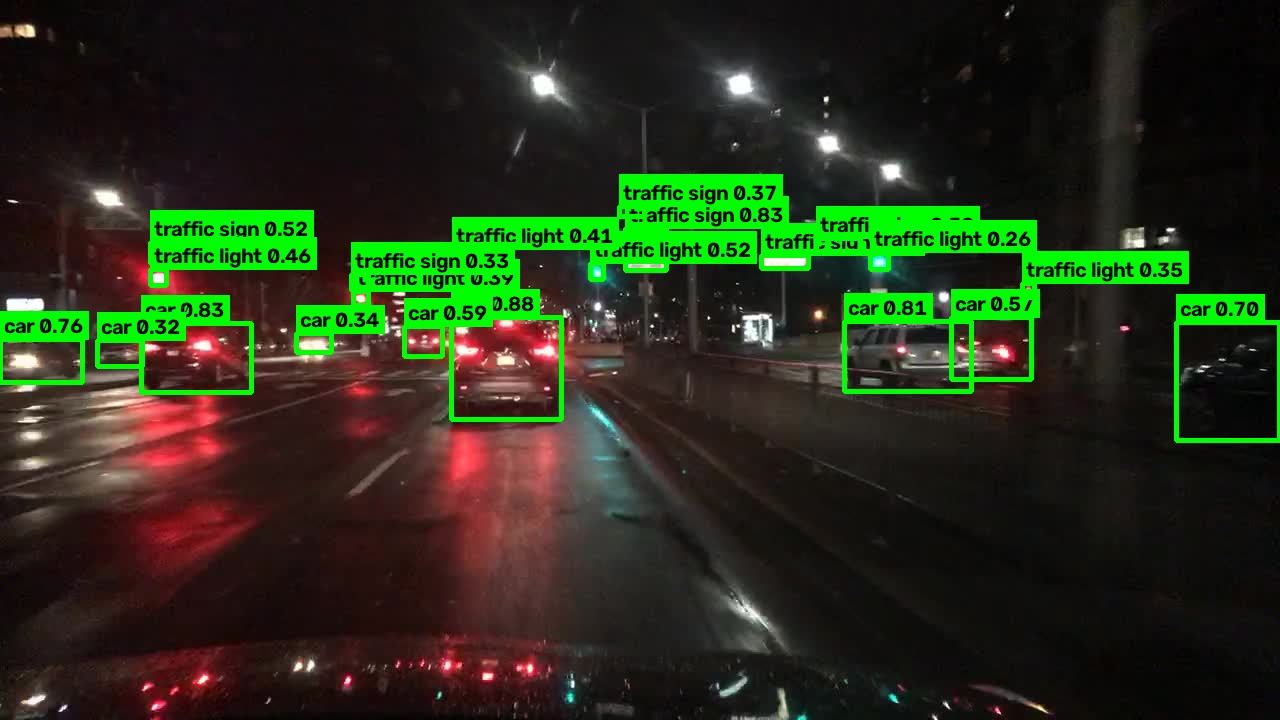 traffic sign 0.37
traffic sign 0.83
traffic sign 0.52
traffic light 0.41
traffic light 0.52
traffic light 0.26
traffic light 0.46
traffic sign 0.33
traffic light 0.39
traffic light 0.35
car 0.76
car 0.32
0.83
car 0.34
car 0.59
0.88
car 0.81
car 0.57
car 0.70